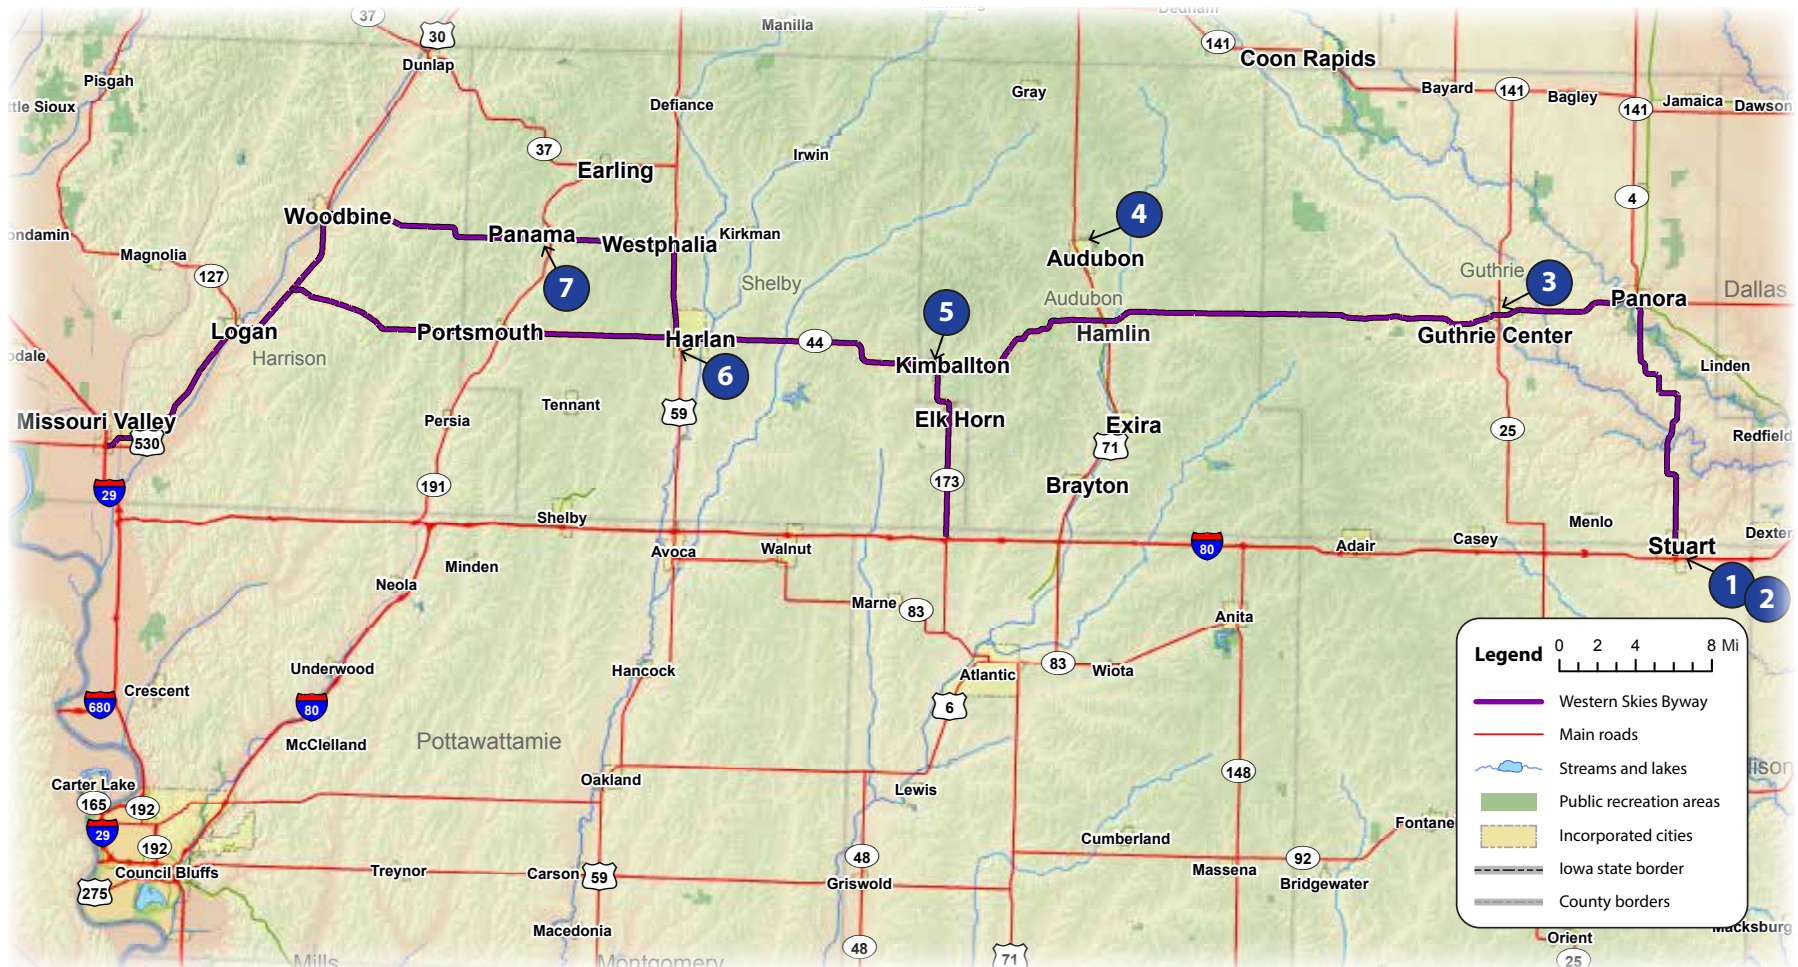 37
Manilla
Dedham
30
141
Coon Rapids
Dunlap
Pisgah
Gray
Bayard
141
Bagley
Jamaica
Dawson
ttle Sioux
Defiance
141
37
Irwin
Earling
4
4
Woodbine
Panama
Westphalia
Kirkman
ondamin
Audubon
Magnolia
127
7
Shelby
Audubon
Guthrie
3
Panora
Dallas
5
Logan
Portsmouth
Harlan
44
Hamlin
Guthrie Center
Harrison
odale
Kimballton
Linden
6
Missouri Valley
530
Persia
Tennant
59
Elk Horn
Exira
71
25
Redfield
29
191
173
Brayton
Shelby
Menlo
Avoca
Walnut
80
Adair
Casey
Stuart
Dexter
Minden
Neola
1
2
Marne
83
Anita
Underwood
Hancock
Atlantic
83
Wiota
Crescent
680
80
6
McClelland
Pottawattamie
Carter Lake
165
192
Oakland
Lewis
148
lison
29
192
Cumberland
Fontane
Council Bluffs
275
Treynor
Carson
59
48
Griswold
92
Massena
Bridgewater
Macedonia
48
71
Orient
25
Macksburg
Mills
Montgomery
Legend
0 2 4 8 Mi
Western Skies Byway
Main roads
Streams and lakes
Public recreation areas
Incorporated cities
Iowa state border
County borders